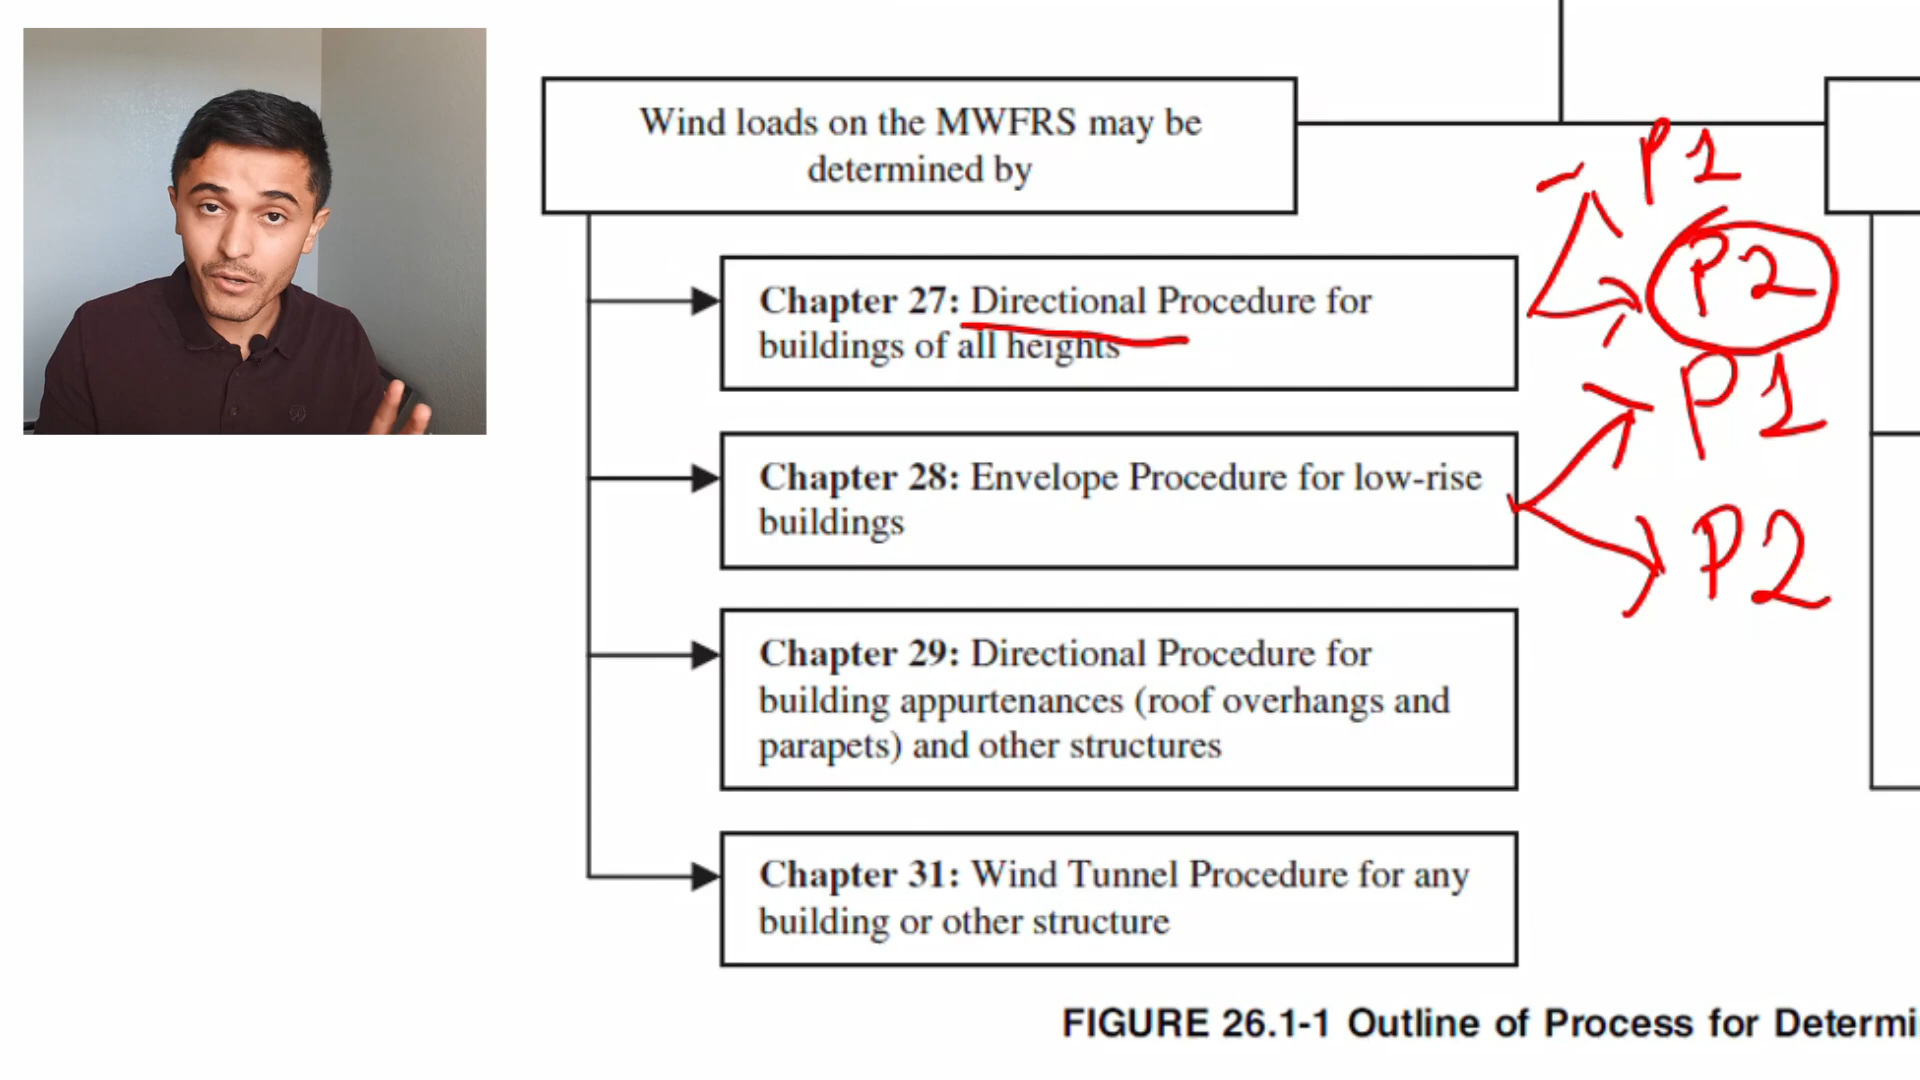 Wind loads on the MWFRS may be
determined by
P1
Chapter 27: Directional Procedure for
buildings of all heights
P2
P1
Chapter 28: Envelope Procedure for low-rise
buildings
P2
Chapter 29: Directional Procedure for
building appurtenances (roof overhangs and
parapets) and other structures
Chapter 31: Wind Tunnel Procedure for any
building or other structure
FIGURE 26.1-1 Outline of Process for Determi